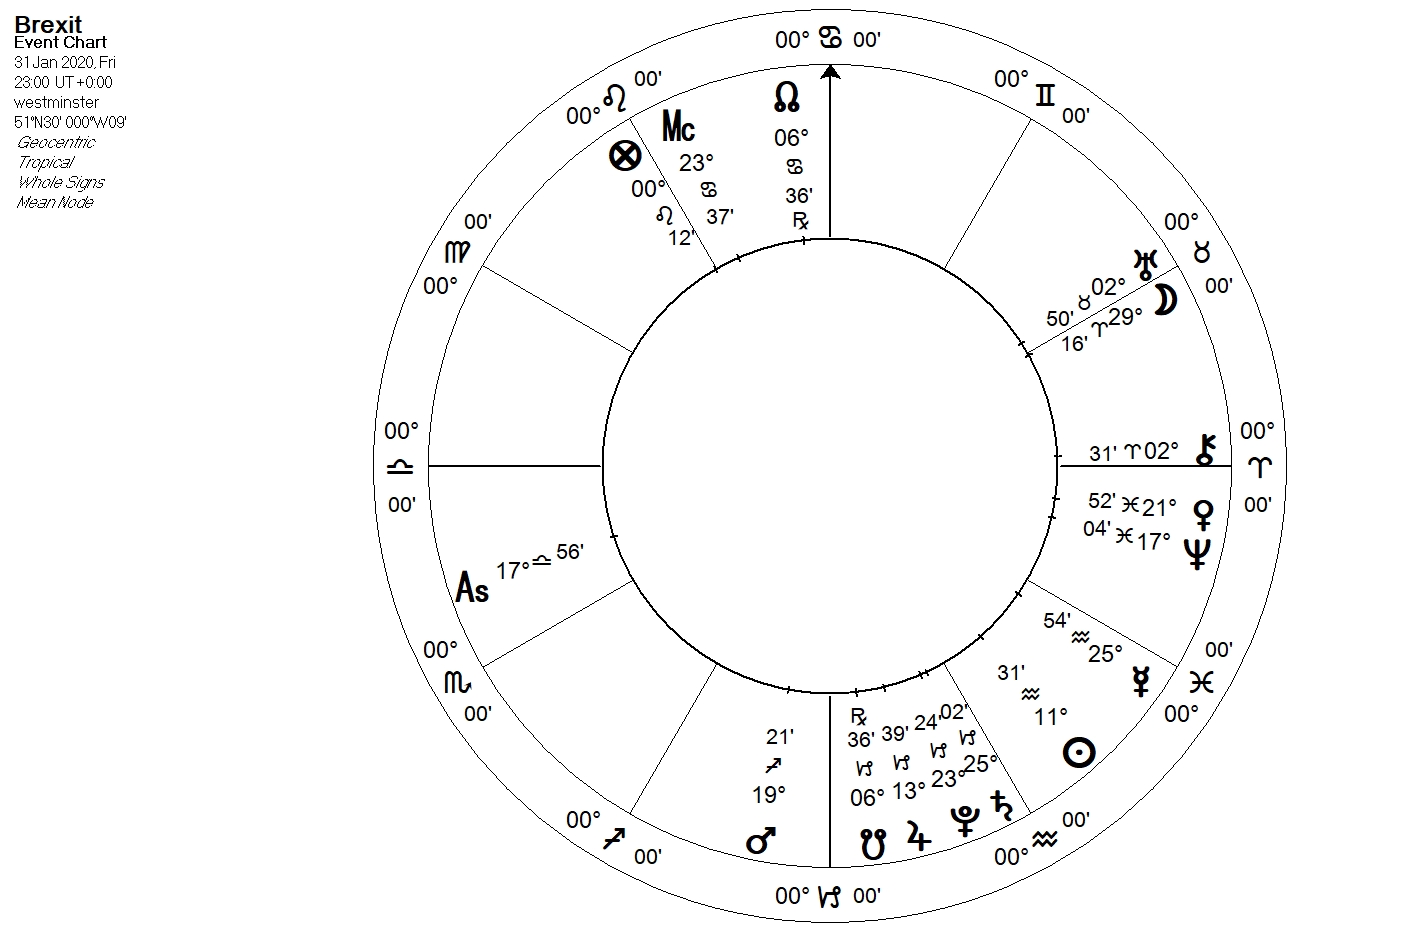 Brexit
Event Chart
31 Jan 2020, Fri
23:00 UT +0:00
westminster
51°N30' 000°W09'
Geocentric
Tropical
Whole Signs
Mean Node
00° ♋ 00'
00° ♊ 00'
00° ♉ 00'
00° ♈ 00'
00° ♓ 00'
00° ♒ 00'
00° ♑ 00'
00° ♐ 00'
00° ♏ 00'
00° ♎ 00'
00° ♍ 00'
00° ♌ 00'
☊ 06° ♋ 36' ℞
Mc 23° ♋ 37'
⊗ 00° ♌ 12'
♅ 02° ♉ 50'
☽ 29° ♈ 16'
⚷ 02° ♈ 31'
♀ 21° ♓ 52'
♆ 17° ♓ 04'
☿ 25° ♒ 54'
☉ 11° ♒ 31'
♄ 25° ♑ 02'
♇ 23° ♑ 24'
♃ 13° ♑ 39'
☋ 06° ♑ 36' ℞
♂ 19° ♐ 21'
As 17° ♎ 56'